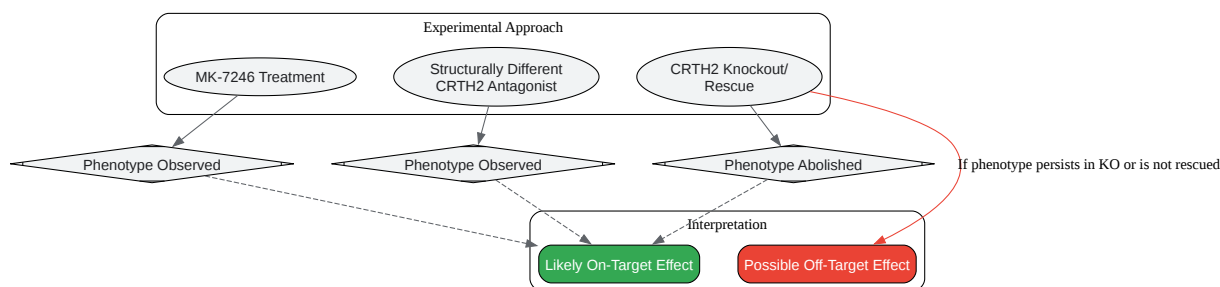 Experimental Approach
MK-7246 Treatment
Structurally Different
CRTH2 Antagonist
CRTH2 Knockout/
Rescue
Phenotype Observed
Phenotype Observed
Phenotype Abolished
If phenotype persists in KO or is not rescued
Interpretation
Likely On-Target Effect
Possible Off-Target Effect